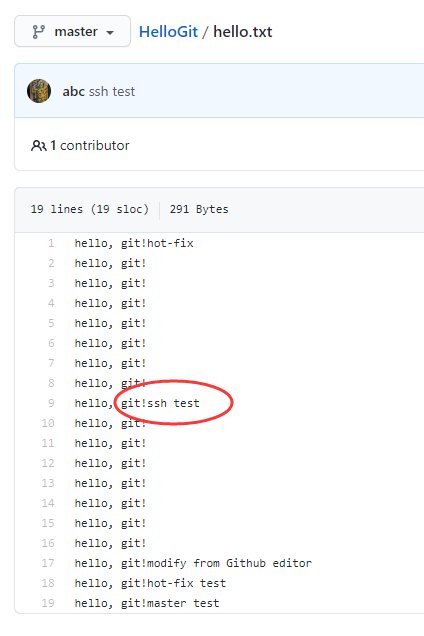 master HelloGit / hello.txt
abc ssh test
1 contributor
19 lines (19 sloc) 291 Bytes
1 hello, git!hot-fix
2 hello, git!
3 hello, git!
4 hello, git!
5 hello, git!
6 hello, git!
7 hello, git!
8 hello, git!
9 hello, git!ssh test
10 hello, git!
11 hello, git!
12 hello, git!
13 hello, git!
14 hello, git!
15 hello, git!
16 hello, git!
17 hello, git!modify from Github editor
18 hello, git!hot-fix test
19 hello, git!master test